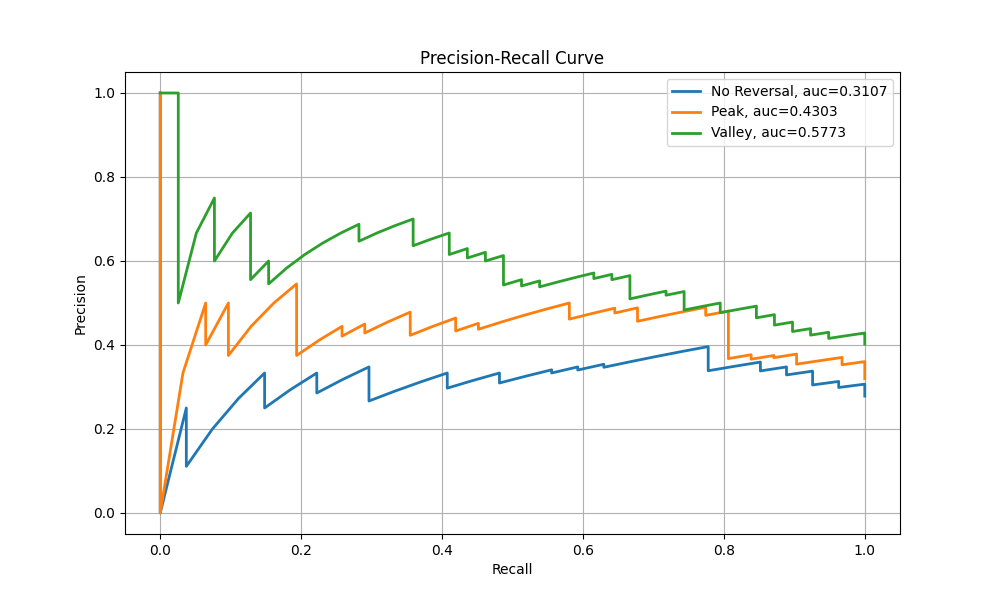 Precision-Recall Curve
No Reversal, auc=0.3107
Peak, auc=0.4303
Valley, auc=0.5773
1.0
0.8
0.6
0.4
0.2
0.0
Precision
0.0 0.2 0.4 0.6 0.8 1.0
Recall